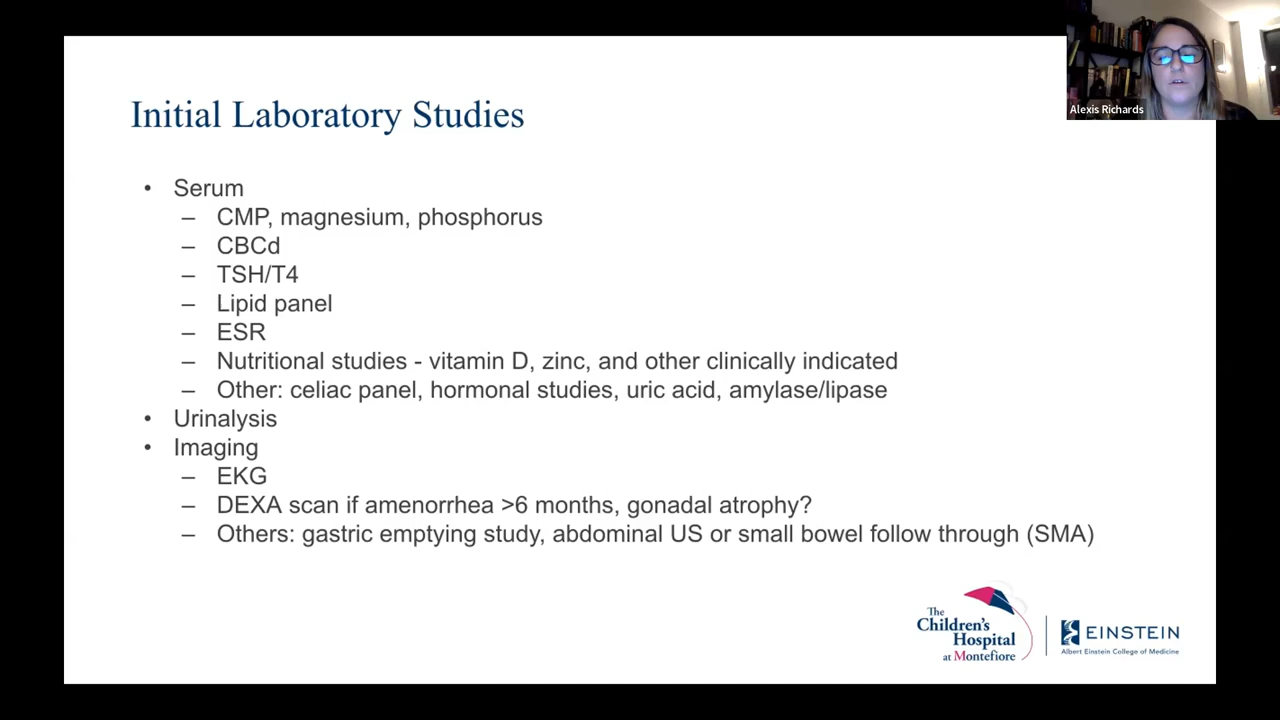 Alexis Richards
Initial Laboratory Studies
• Serum
– CMP, magnesium, phosphorus
– CBCd
– TSH/T4
– Lipid panel
– ESR
– Nutritional studies - vitamin D, zinc, and other clinically indicated
– Other: celiac panel, hormonal studies, uric acid, amylase/lipase
• Urinalysis
• Imaging
– EKG
– DEXA scan if amenorrhea >6 months, gonadal atrophy?
– Others: gastric emptying study, abdominal US or small bowel follow through (SMA)
The
Children's
Hospital
at Montefiore
EINSTEIN
Albert Einstein College of Medicine